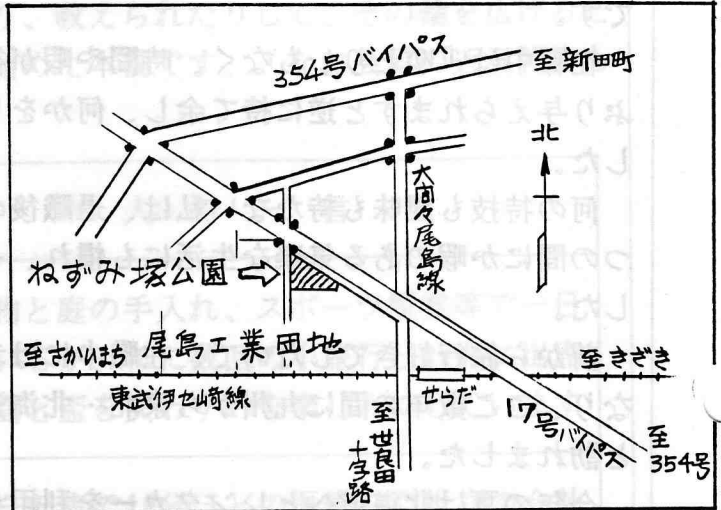 354号バイパス
至新田町
北
大間々尾島線
ねずみ塚公園
尾島工業団地
至さかいまち
至きざき
東武伊セ崎線
せらだ
17号バイパス
至
354号
至世良田
十字路